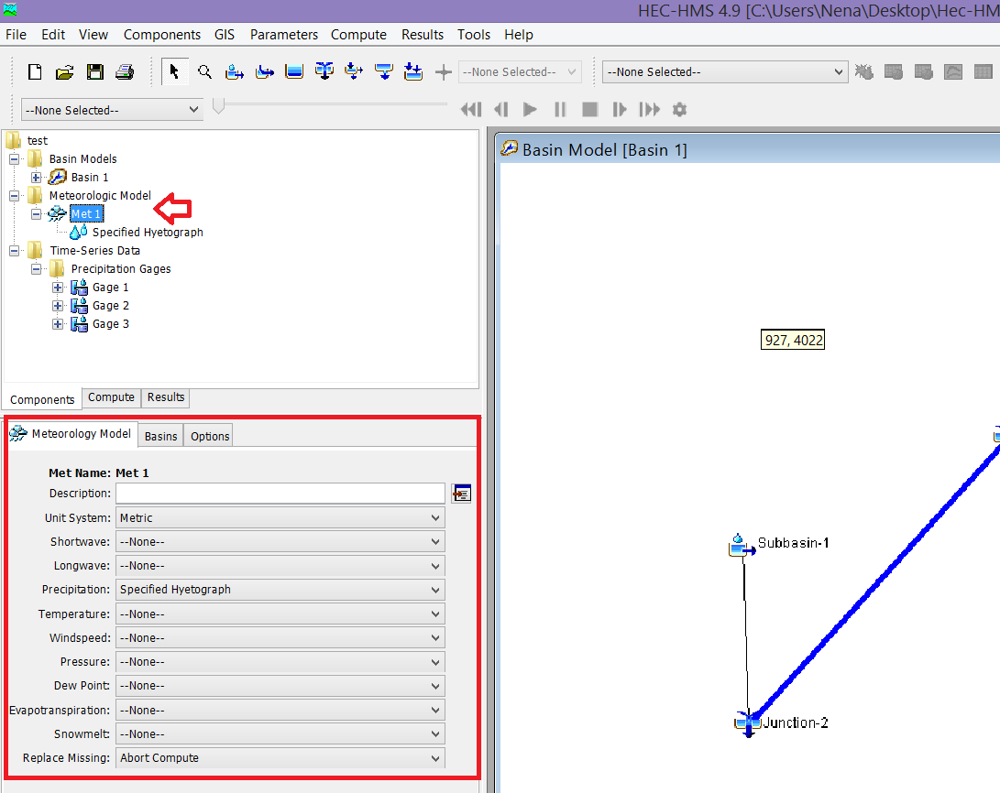 HEC-HMS 4.9 [C:\Users\Nena\Desktop\Hec-HM
File Edit View Components GIS Parameters Compute Results Tools Help
--None Selected-- --None Selected--
--None Selected--
test
Basin Models
Basin 1
Meteorologic Model
Met 1
Specified Hyetograph
Time-Series Data
Precipitation Gages
Gage 1
Gage 2
Gage 3
Components Compute Results
Meteorology Model Basins Options
Met Name: Met 1
Description:
Unit System: Metric
Shortwave: --None--
Longwave: --None--
Precipitation: Specified Hyetograph
Temperature: --None--
Windspeed: --None--
Pressure: --None--
Dew Point: --None--
Evapotranspiration: --None--
Snowmelt: --None--
Replace Missing: Abort Compute
Basin Model [Basin 1]
927, 4022
Subbasin-1
Junction-2